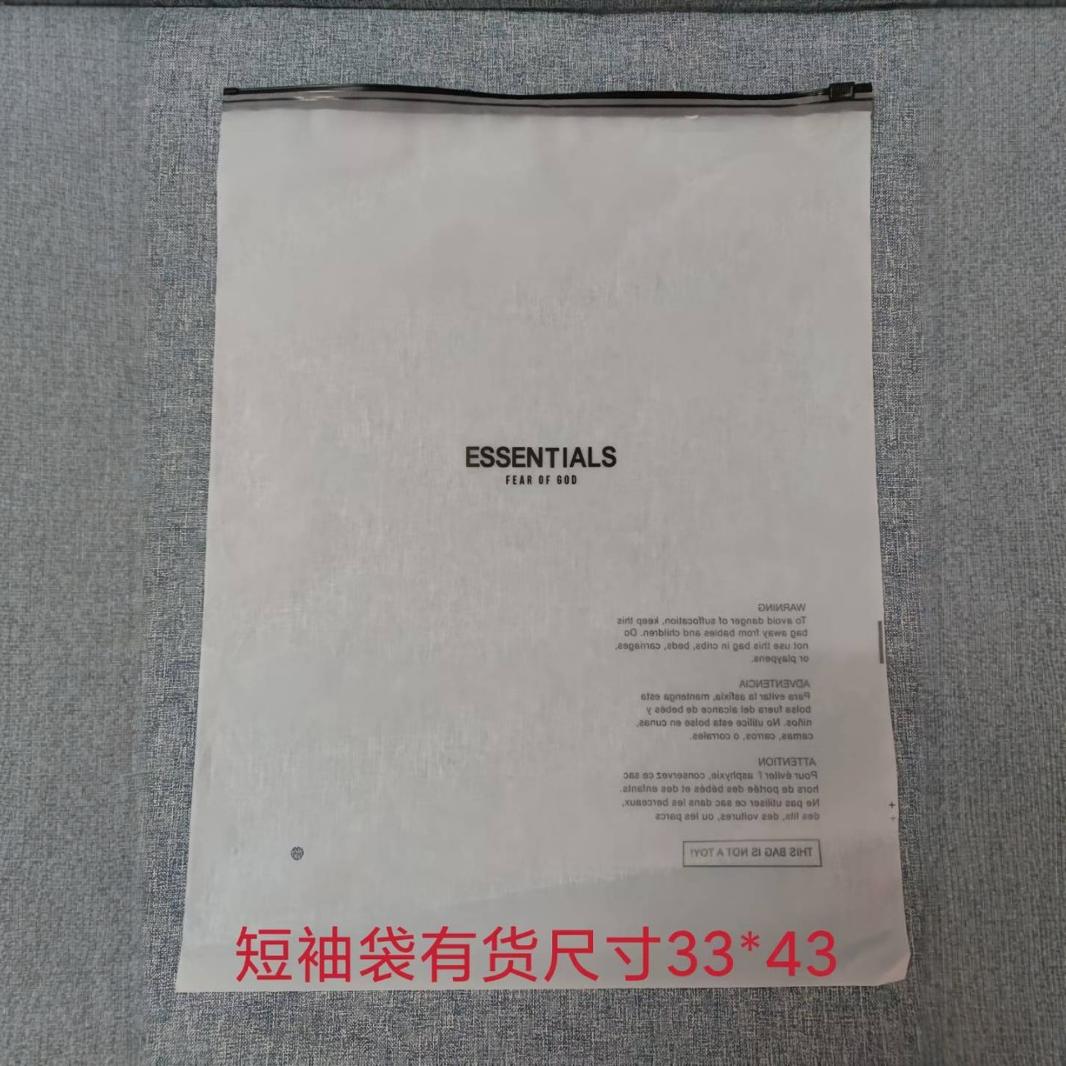 ESSENTIALS
FEAR OF GOD
WARNING
To avoid danger of suffocation, keep this
bag away from babies and children. Do
not use this bag in cribs, beds, carriages,
or playpens.
ADVENTENCIA
Para evitar la asfixia, mantenga esta
bolsa fuera del alcance de bebés y
niños. No utilice esta bolse en cunas,
camas, carros, o corrales.
ATTENTION
Pour éviter l' asphyxie, conservez ce sac
hors de portée des bébés et des enfants.
Ne pas utiliser ce sac dans les berceaux,
des lits, des voitures, ou les parcs
THIS BAG IS NOT A TOY!
短袖袋有货尺寸33*43